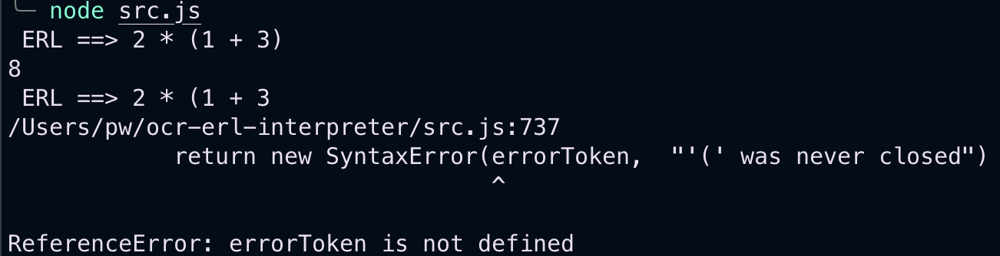 node src.js
ERL ==> 2 * (1 + 3)
8
ERL ==> 2 * (1 + 3
/Users/pw/ocr-erl-interpreter/src.js:737
return new SyntaxError(errorToken,  "'(' was never closed")
^
ReferenceError: errorToken is not defined